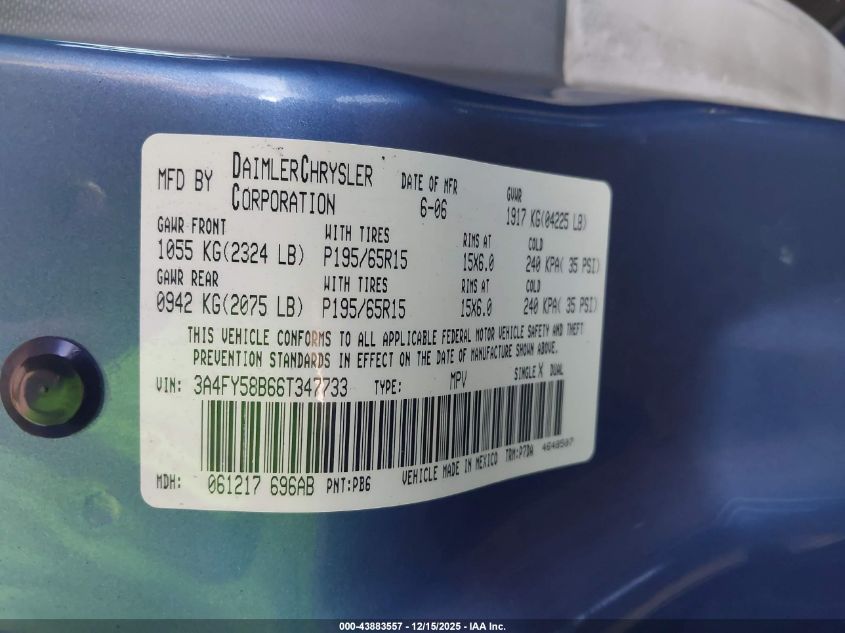 MFD BY DAIMLERCHRYSLER CORPORATION
DATE OF MFR 6-06
GVWR 1917 KG(04225 LB)
GAWR FRONT WITH TIRES RIMS AT COLD
1055 KG(2324 LB) P195/65R15 15X6.0 240 KPA( 35 PSI)
GAWR REAR WITH TIRES RIMS AT COLD
0942 KG(2075 LB) P195/65R15 15X6.0 240 KPA( 35 PSI)
THIS VEHICLE CONFORMS TO ALL APPLICABLE FEDERAL MOTOR VEHICLE SAFETY AND THEFT
PREVENTION STANDARDS IN EFFECT ON THE DATE OF MANUFACTURE SHOWN ABOVE.
VIN: 3A4FY58B66T347733 TYPE: MPV SINGLE X DUAL
MDH: 061217 696AB PNT:PB6 VEHICLE MADE IN MEXICO TRM:P7DA 4648507
000-43883557 - 12/15/2025 - IAA Inc.